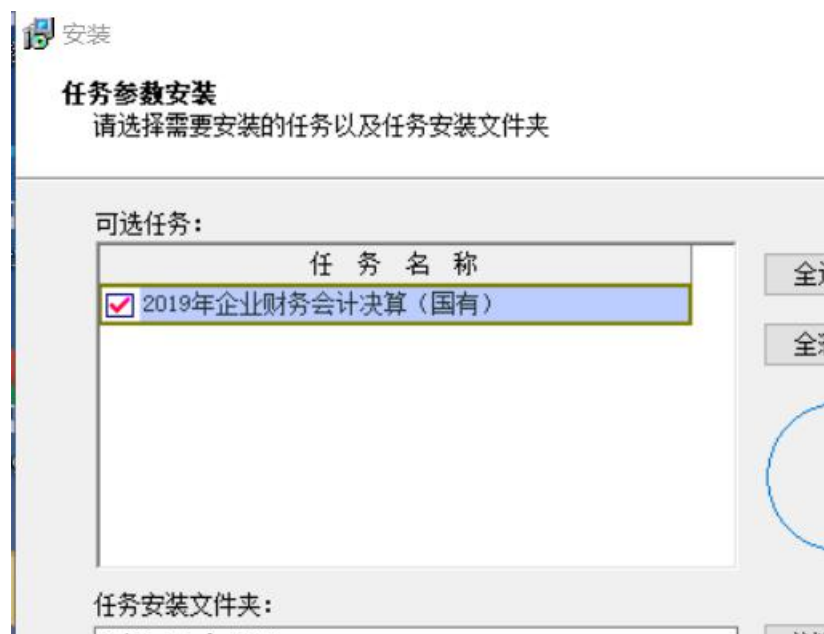 安装
任务参数安装
请选择需要安装的任务以及任务安装文件夹
可选任务：
任 务 名 称
2019年企业财务会计决算（国有）
全
全
任务安装文件夹：